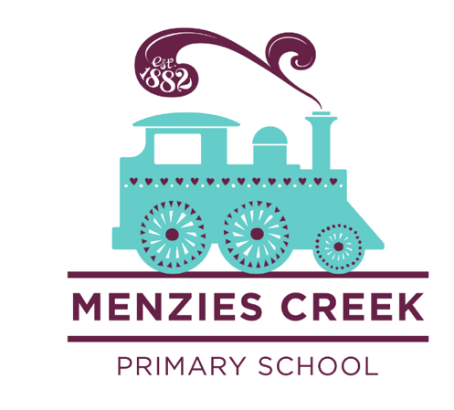 est.
1882
MENZIES CREEK
PRIMARY SCHOOL